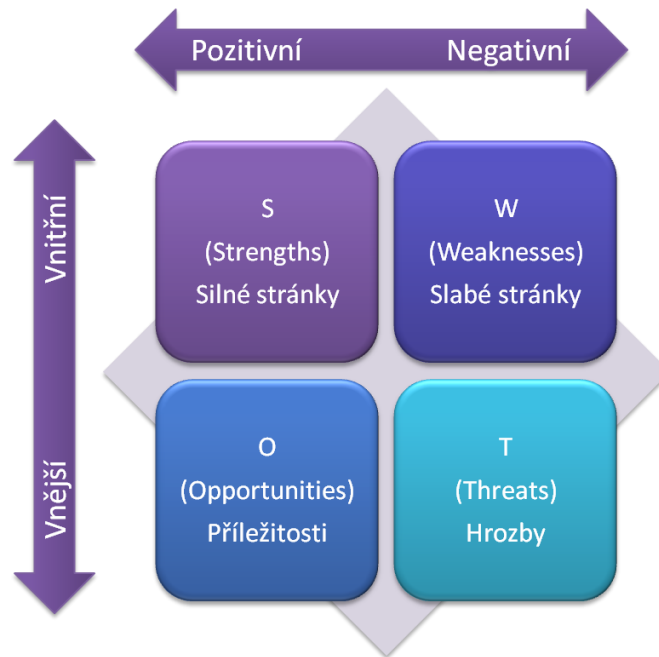 Pozitivní Negativní
Vnitřní
Vnější
S
(Strengths)
Silné stránky
W
(Weaknesses)
Slabé stránky
O
(Opportunities)
Příležitosti
T
(Threats)
Hrozby